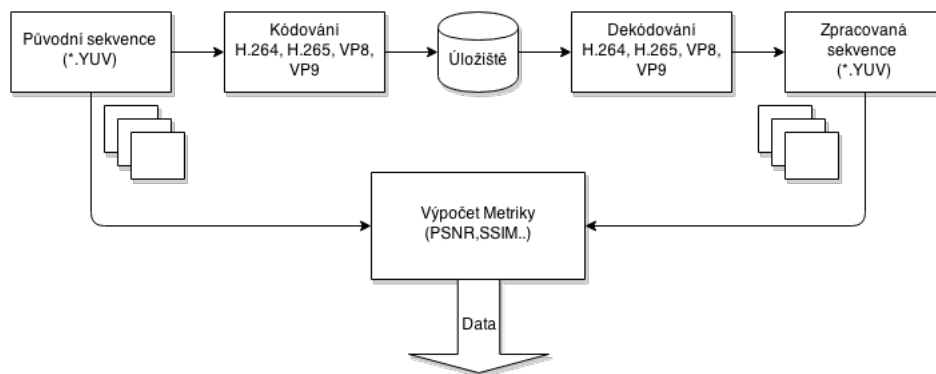 Původní sekvence
(*.YUV)
Kódování
H.264, H.265, VP8,
VP9
Úložiště
Dekódování
H.264, H.265, VP8,
VP9
Zpracovaná
sekvence
(*.YUV)
Výpočet Metriky
(PSNR,SSIM..)
Data